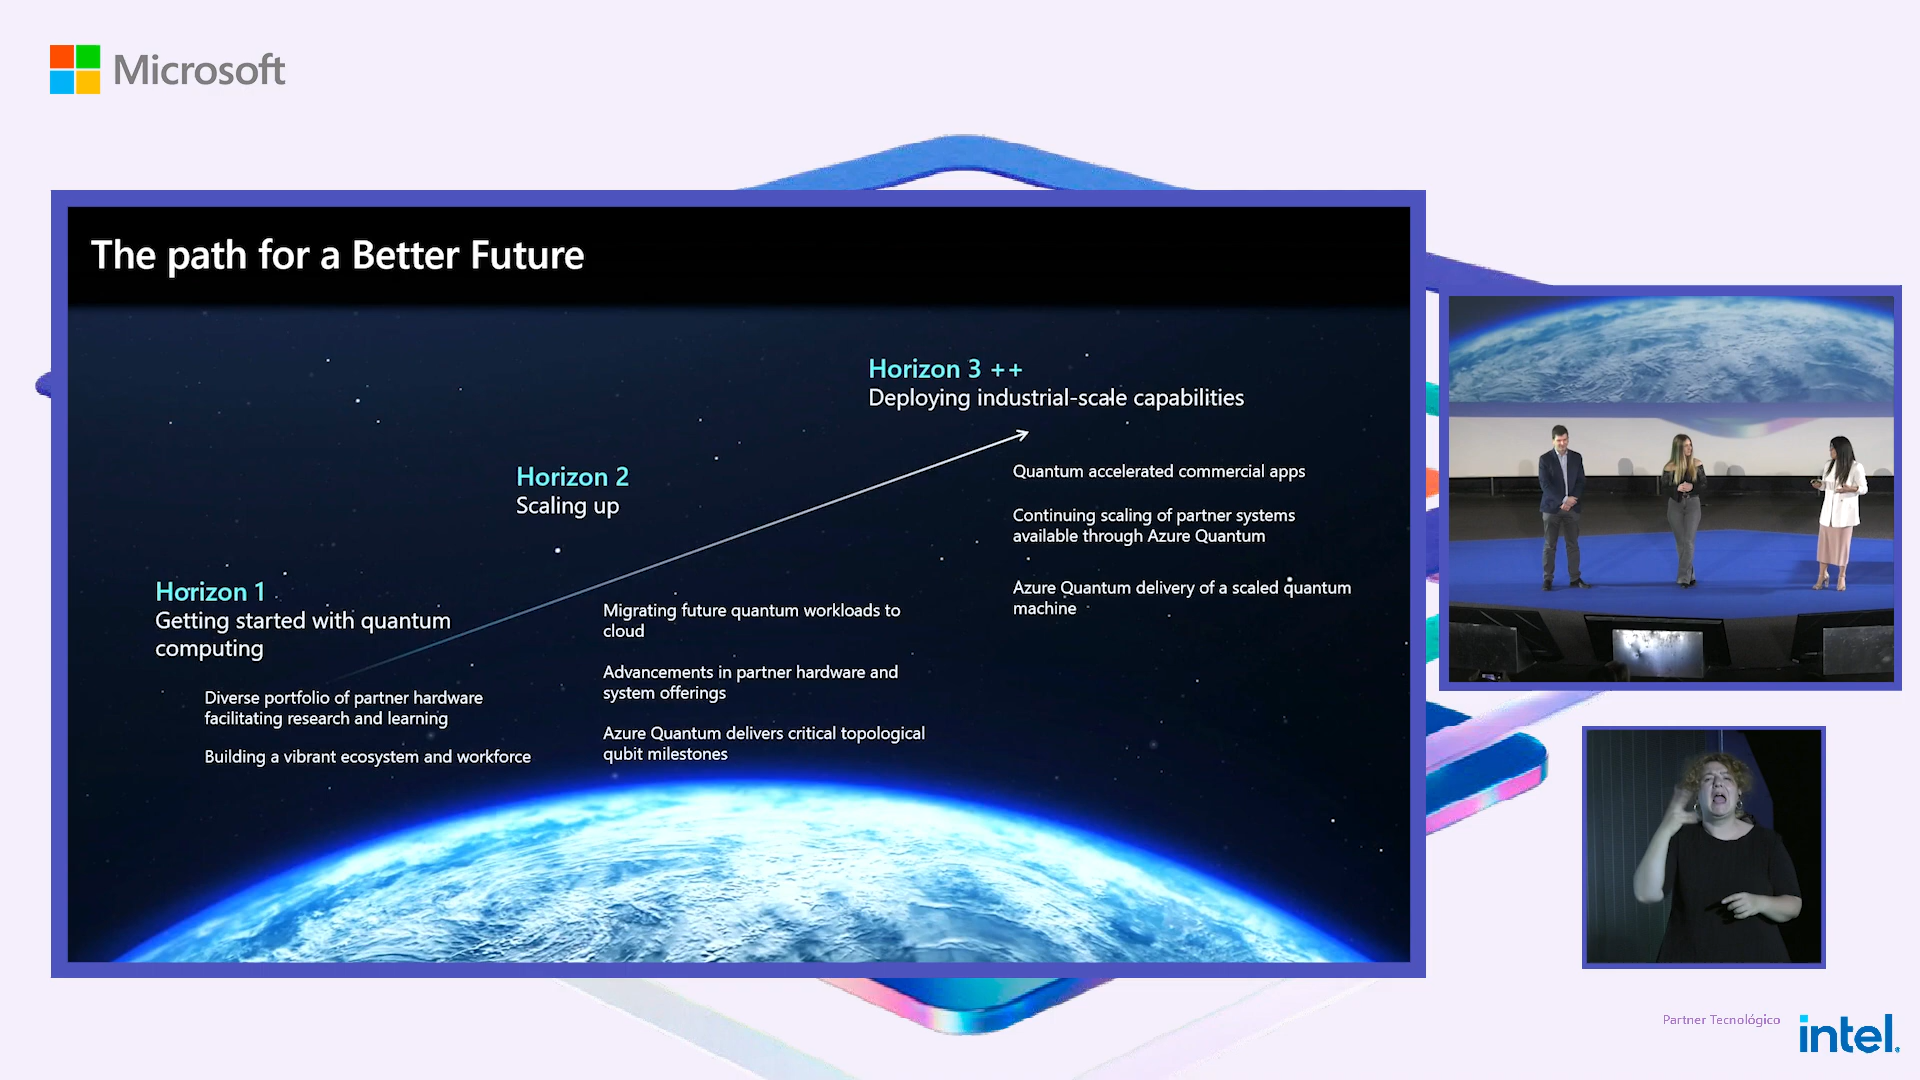 Microsoft
The path for a Better Future
Horizon 3 ++
Deploying industrial-scale capabilities
Quantum accelerated commercial apps
Continuing scaling of partner systems
available through Azure Quantum
Azure Quantum delivery of a scaled quantum
machine
Horizon 2
Scaling up
Migrating future quantum workloads to
cloud
Advancements in partner hardware and
system offerings
Azure Quantum delivers critical topological
qubit milestones
Horizon 1
Getting started with quantum
computing
Diverse portfolio of partner hardware
facilitating research and learning
Building a vibrant ecosystem and workforce
Partner Tecnológico
intel.